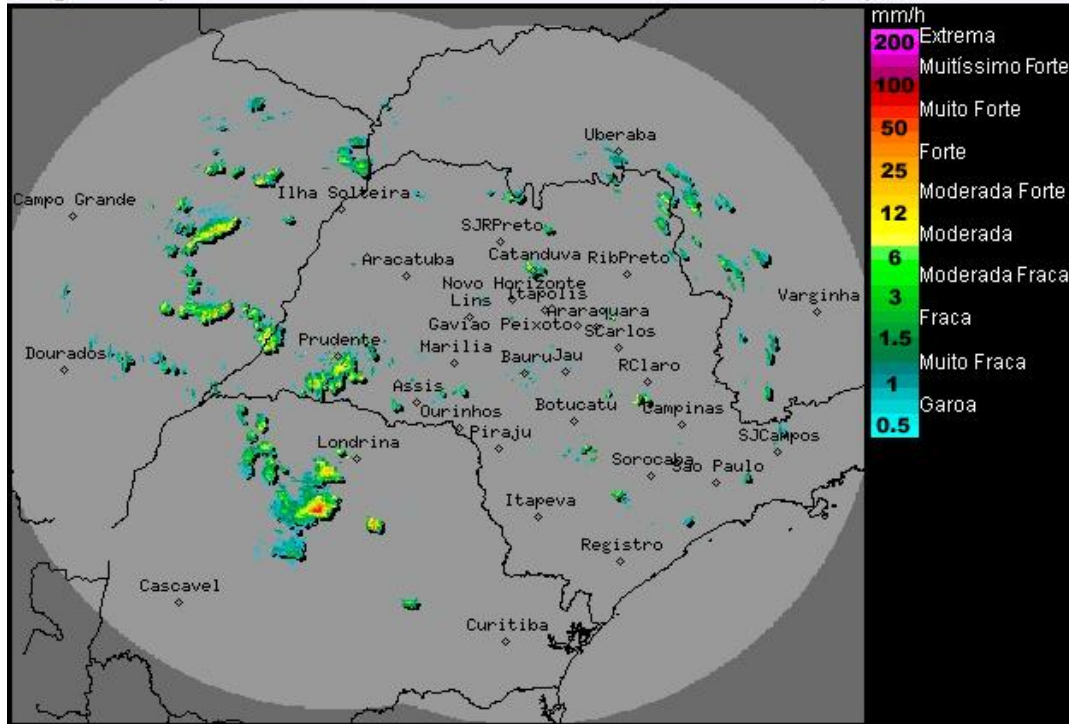 mm/h
200 Extrema
Muitíssimo Forte
100
Muito Forte
50
Forte
25
Moderada Forte
12
Moderada
6
Moderada Fraca
3
Fraca
1.5
Muito Fraca
1
Garoa
0.5
Uberaba
Campo Grande
Ilha Solteira
SJRPreto
Catanduva
Aracatuba
RibPreto
Novo Horizonte
Itapolis
Varginha
Lins
Araraquara
Gaviao Peixoto
SCarlos
Prudente
Dourados
Marilia
Bauru
Jau
RClaro
Assis
Ourinhos
Botucatu
Campinas
Piraju
SJCampos
Londrina
Sorocaba
Sao Paulo
Itapeva
Registro
Cascavel
Curitiba